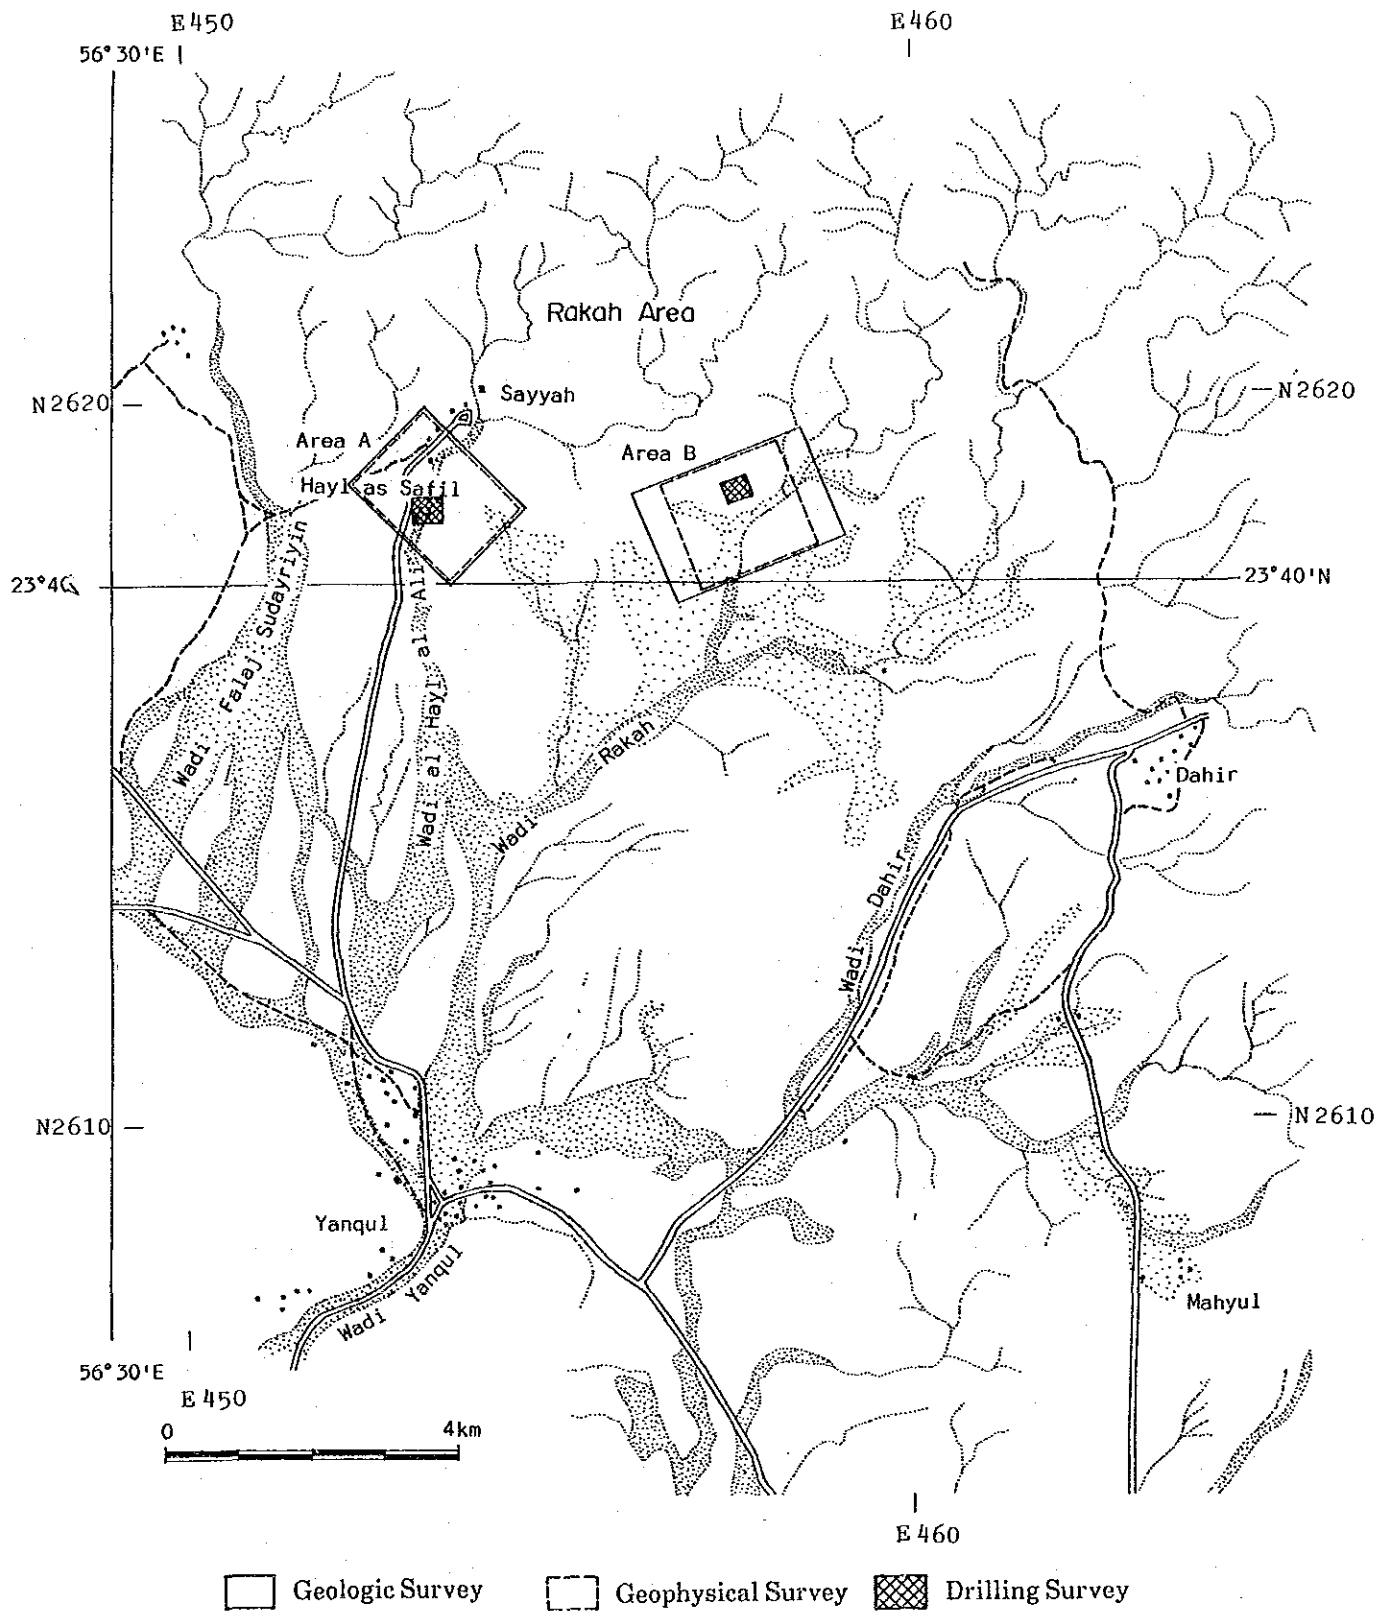 E450
E460
56°30'E
Rakah Area
Sayyah
N2620
N2620
Area A
Area B
Hayl as Safil
23°40
23°40'N
Wadi Falaj Sudayriyin
Wadi al Hayl al Ali
Wadi Rakah
Dahir
Wadi Dahir
N2610
N2610
Yanqul
Wadi Yanqul
Mahyul
56°30'E
E450
0 4km
E460
Geologic Survey Geophysical Survey Drilling Survey